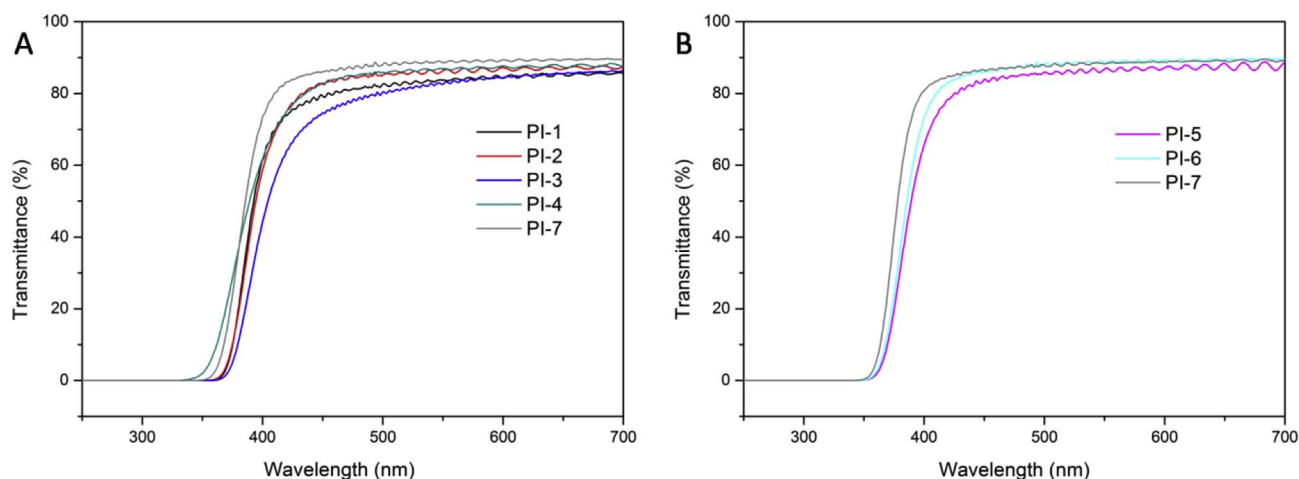 A
Transmittance (%)
100
80
60
40
20
0
300
400
500
600
700
Wavelength (nm)
PI-1
PI-2
PI-3
PI-4
PI-7
B
Transmittance (%)
100
80
60
40
20
0
300
400
500
600
700
Wavelength (nm)
PI-5
PI-6
PI-7